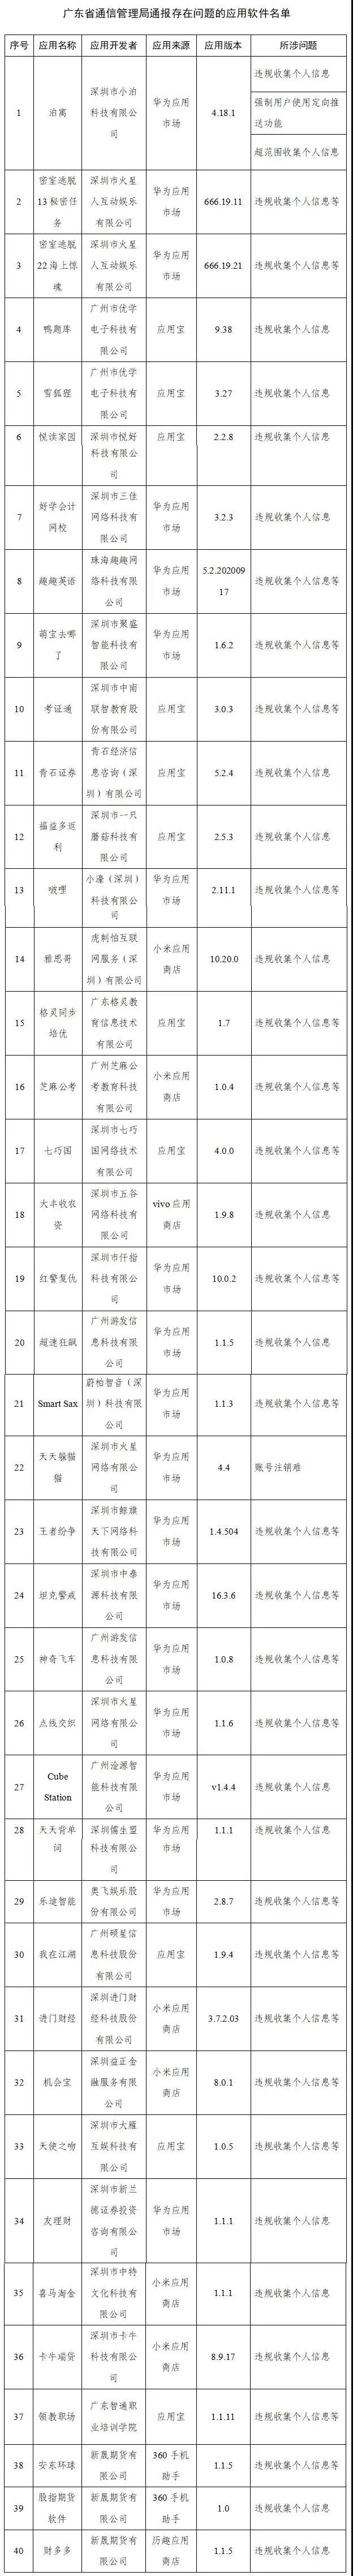 广东省通信管理局通报存在问题的应用软件名单
序号 应用名称 应用开发者 应用来源 应用版本 所涉问题
1 泊寓 深圳市小泊科技有限公司 华为应用市场 4.18.1 违规收集个人信息
强制用户使用定向推送功能
超范围收集个人信息
2 密室逃脱13秘密任务 深圳市火星人互动娱乐有限公司 华为应用市场 666.19.11 违规收集个人信息等
3 密室逃脱22海上惊魂 深圳市火星人互动娱乐有限公司 华为应用市场 666.19.21 违规收集个人信息等
4 鸭题库 广州市优学电子科技有限公司 应用宝 9.38 违规收集个人信息
5 雪狐狸 广州市优学电子科技有限公司 应用宝 3.27 违规收集个人信息
6 悦读家园 深圳市悦好科技有限公司 应用宝 2.2.8 违规收集个人信息
7 好学会计网校 深圳市三佳网络科技有限公司 华为应用市场 3.2.3 违规收集个人信息
8 趣趣英语 珠海趣趣网络科技有限公司 华为应用市场 5.2.20200917 违规收集个人信息等
9 萌宝去哪了 深圳市聚盛智能科技有限公司 华为应用市场 1.6.2 违规收集个人信息等
10 考证通 深圳市中南联智教育股份有限公司 应用宝 3.0.3 违规收集个人信息等
11 青石证券 青石经济信息咨询（深圳）有限公司 应用宝 5.2.4 违规收集个人信息
12 福益多返利 深圳市一只蘑菇科技有限公司 应用宝 2.5.3 违规收集个人信息
13 啵哩 小濠（深圳）科技有限公司 华为应用市场 2.11.1 违规收集个人信息等
14 雅思哥 虎刺怕互联网服务（深圳）有限公司 小米应用商店 10.20.0 违规收集个人信息
15 格灵同步培优 广东格灵教育信息技术有限公司 应用宝 1.7 违规收集个人信息等
16 芝麻公考 广州芝麻公考教育科技有限公司 小米应用商店 1.0.4 违规收集个人信息等
17 七巧国 深圳市七巧国网络技术有限公司 应用宝 4.0.0 违规收集个人信息等
18 大丰收农资 深圳市五谷网络科技有限公司 vivo应用商店 1.9.8 违规收集个人信息
19 红警复仇 深圳市仟指科技有限公司 华为应用市场 10.0.2 违规收集个人信息等
20 超速狂飙 广州游发信息科技有限公司 华为应用市场 1.1.5 违规收集个人信息
21 Smart Sax 蔚柏智音（深圳）科技有限公司 华为应用市场 1.1.3 违规收集个人信息等
22 天天躲猫猫 深圳市火星网络有限公司 华为应用市场 4.4 账号注销难
23 王者纷争 深圳市鲸旗天下网络科技有限公司 华为应用市场 1.4.504 违规收集个人信息等
24 坦克警戒 深圳市中泰源科技有限公司 华为应用市场 16.3.6 违规收集个人信息等
25 神奇飞车 广州游发信息科技有限公司 华为应用市场 1.0.8 违规收集个人信息等
26 点线交织 深圳市火星网络有限公司 华为应用市场 1.1.6 违规收集个人信息等
27 Cube Station 广州淦源智能科技有限公司 华为应用市场 v1.4.4 违规收集个人信息
28 天天背单词 深圳儒生盟科技有限公司 华为应用市场 1.1.1 违规收集个人信息
29 乐迪智能 奥飞娱乐股份有限公司 华为应用市场 2.8.7 违规收集个人信息
30 我在江湖 广州硕星信息科技股份有限公司 应用宝 1.9.4 违规收集个人信息等
31 进门财经 深圳进门财经科技股份有限公司 小米应用商店 3.7.2.03 违规收集个人信息等
32 机会宝 深圳益正金融服务有限公司 小米应用商店 8.0.1 违规收集个人信息等
33 天使之吻 深圳市大雁互娱科技有限公司 应用宝 1.0.5 违规收集个人信息等
34 友理财 深圳市新兰德证券投资咨询有限公司 华为应用市场 1.1.1 违规收集个人信息
35 喜马淘金 深圳市中特文化科技有限公司 小米应用商店 1.1.1 违规收集个人信息
36 卡牛瑞贷 深圳市卡牛科技有限公司 小米应用商店 8.9.17 违规收集个人信息
37 领教职场 广东智通职业培训学院 应用宝 1.1.11 违规收集个人信息等
38 安东环球 新晟期货有限公司 360手机助手 1.1.5 违规收集个人信息等
39 股指期货软件 新晟期货有限公司 360手机助手 1.0 违规收集个人信息
40 财多多 新晟期货有限公司 历趣应用商店 1.1.5 违规收集个人信息